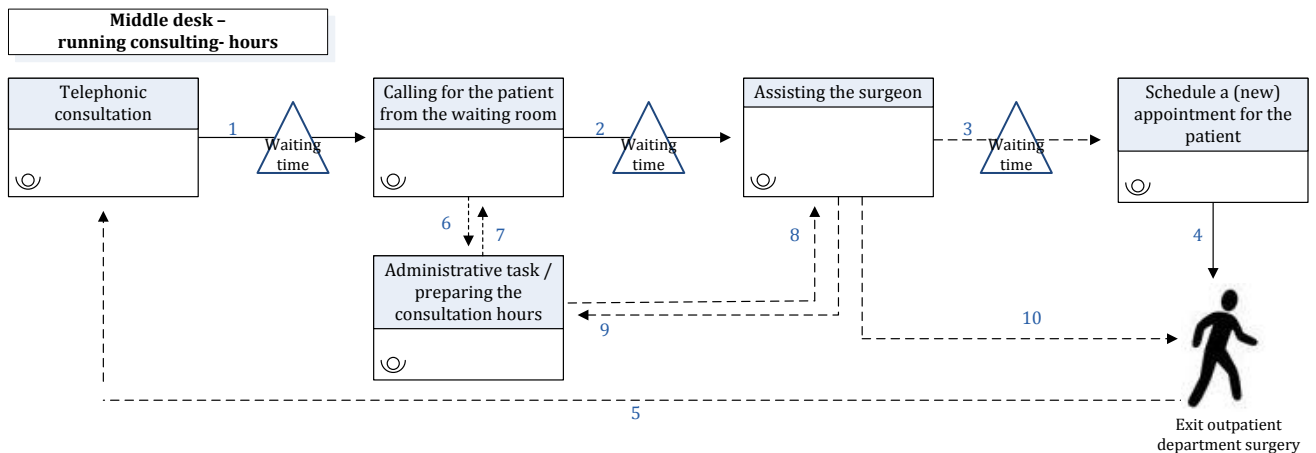 Middle desk –
running consulting- hours
Telephonic
consultation
1
Waiting
time
Calling for the patient
from the waiting room
2
Waiting
time
Assisting the surgeon
3
Waiting
time
Schedule a (new)
appointment for the
patient
6
7
8
4
Administrative task /
preparing the
consultation hours
9
10
5
Exit outpatient
department surgery